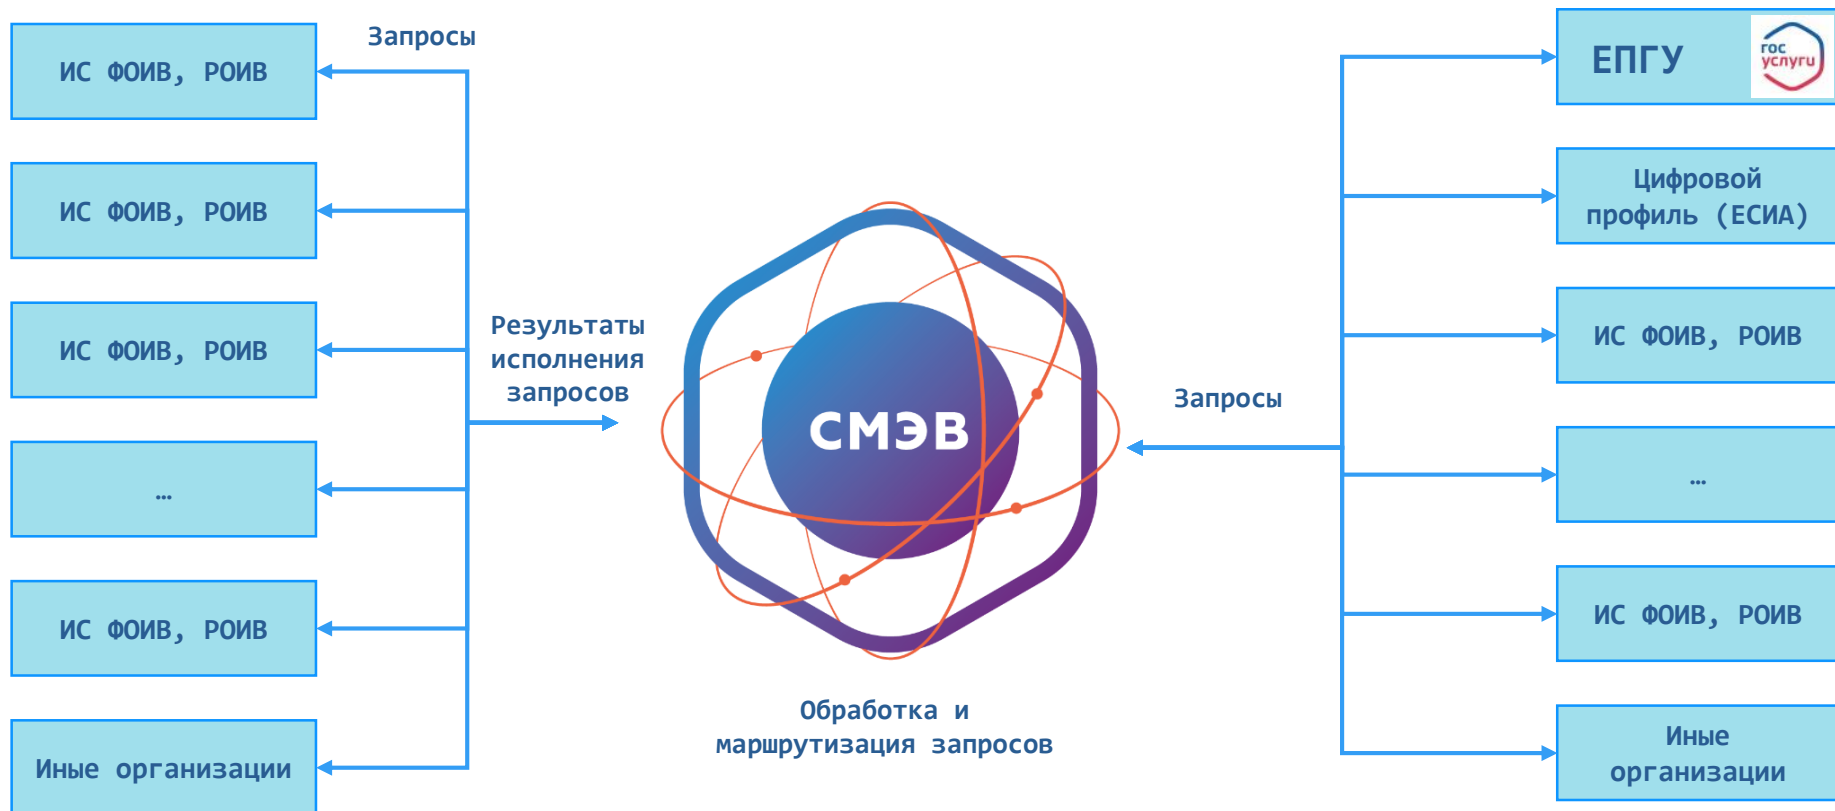 Запросы
ИС ФОИВ, РОИВ
ИС ФОИВ, РОИВ
ИС ФОИВ, РОИВ
…
ИС ФОИВ, РОИВ
Иные организации
Результаты
исполнения
запросов
СМЭВ
Обработка и
маршрутизация запросов
Запросы
ЕПГУ
гос
услуги
Цифровой
профиль (ЕСИА)
ИС ФОИВ, РОИВ
…
ИС ФОИВ, РОИВ
Иные
организации